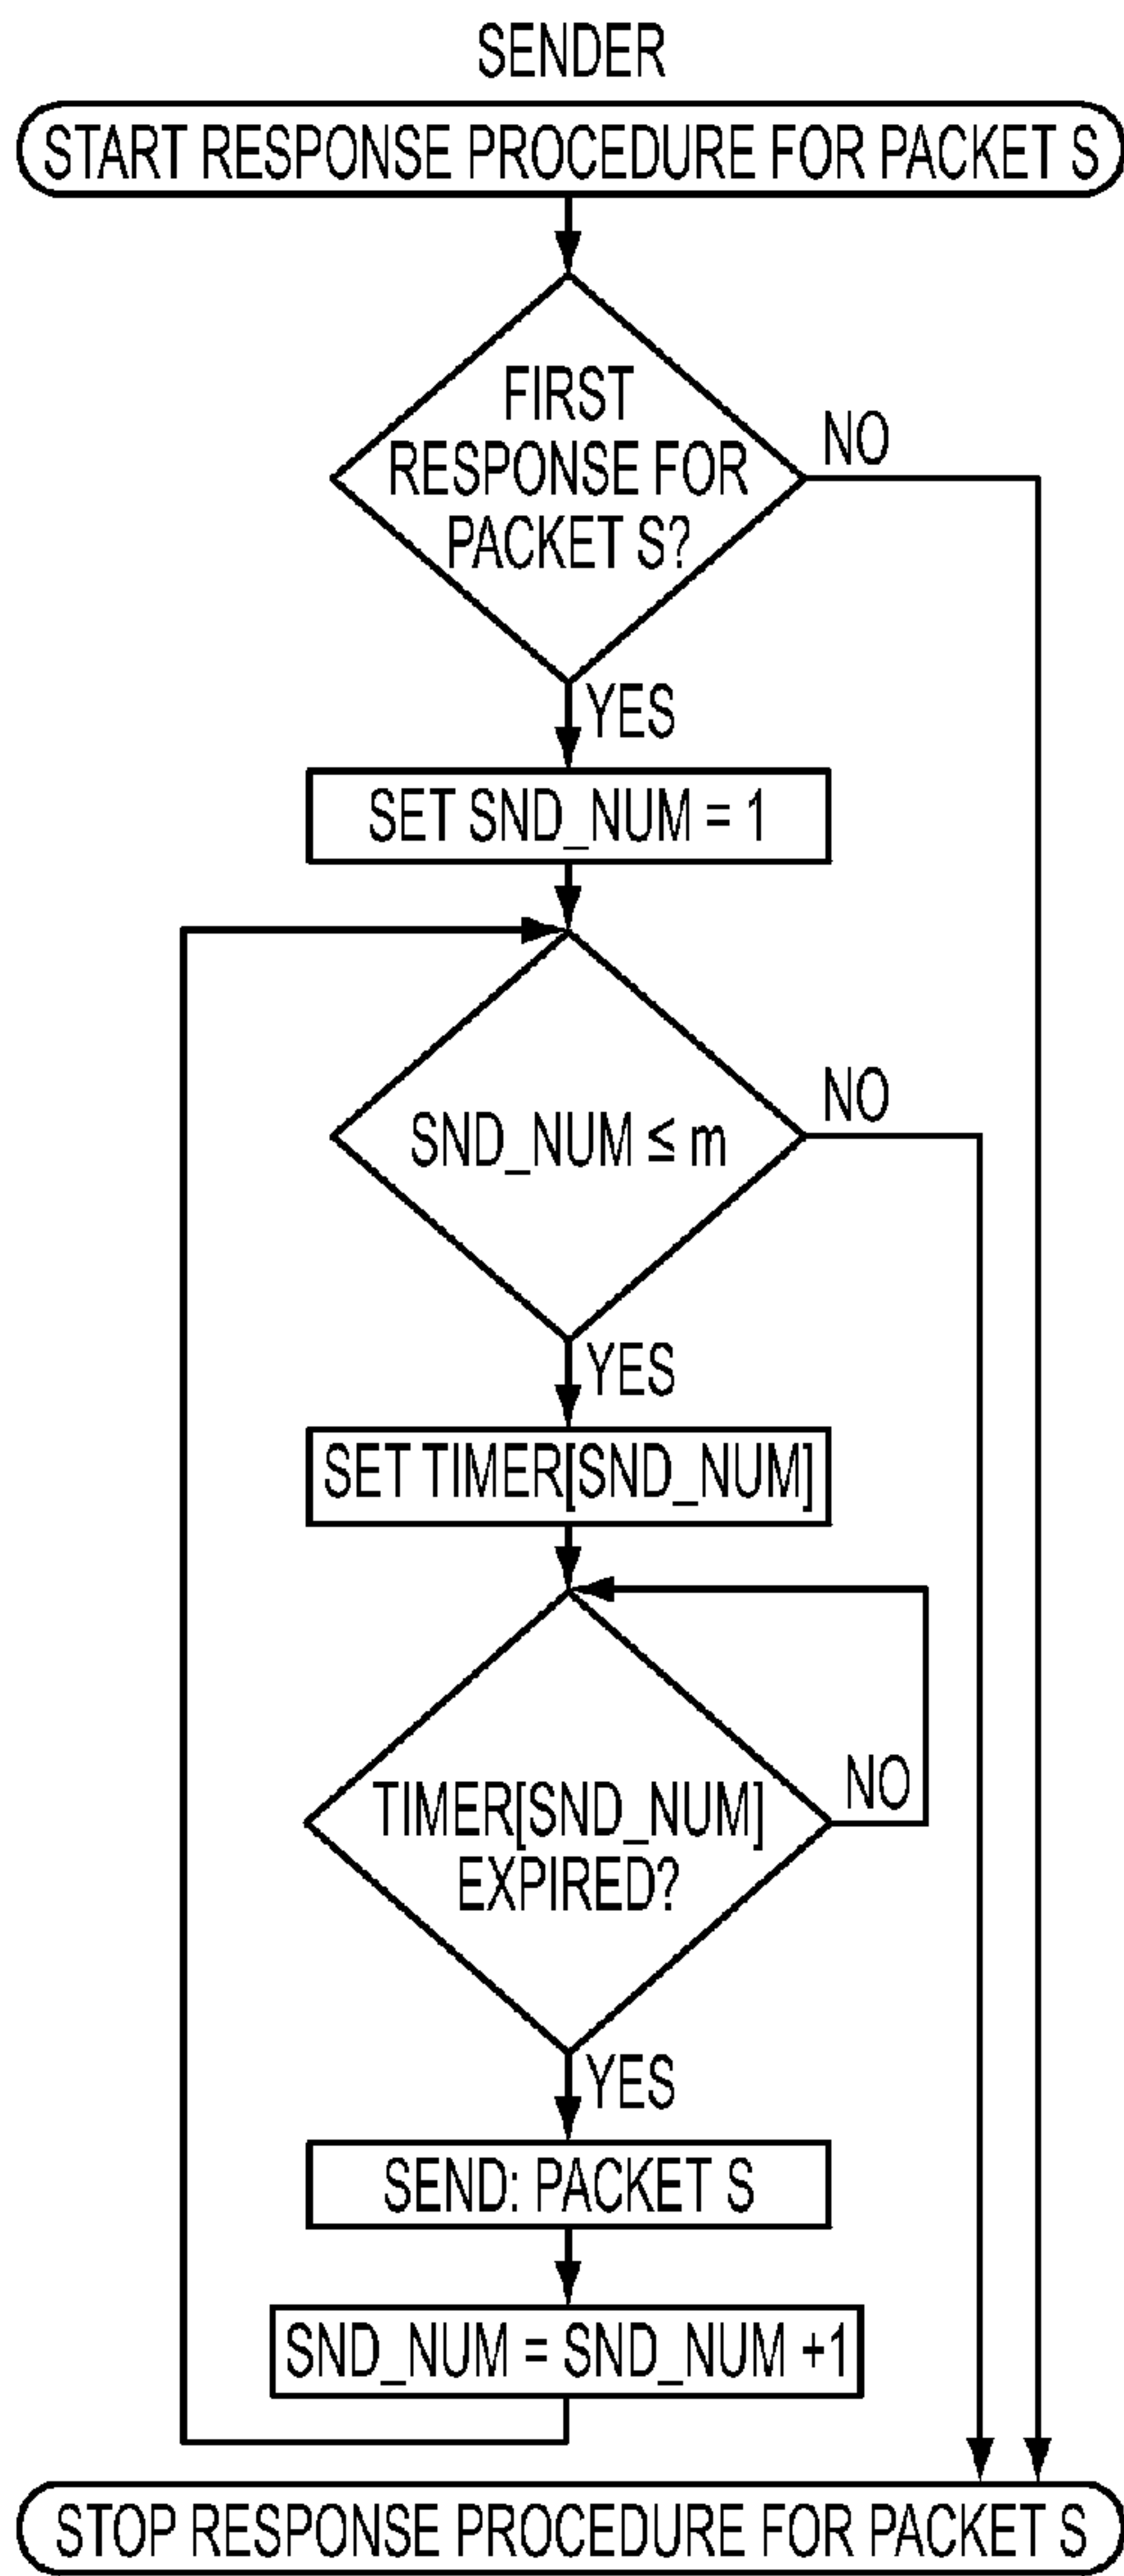 SENDER
START RESPONSE PROCEDURE FOR PACKET S
FIRST
RESPONSE FOR
PACKET S?
NO
YES
SET SND_NUM = 1
SND_NUM ≤ m
NO
YES
SET TIMER[SND_NUM]
TIMER[SND_NUM]
EXPIRED?
NO
YES
SEND: PACKET S
SND_NUM = SND_NUM +1
STOP RESPONSE PROCEDURE FOR PACKET S